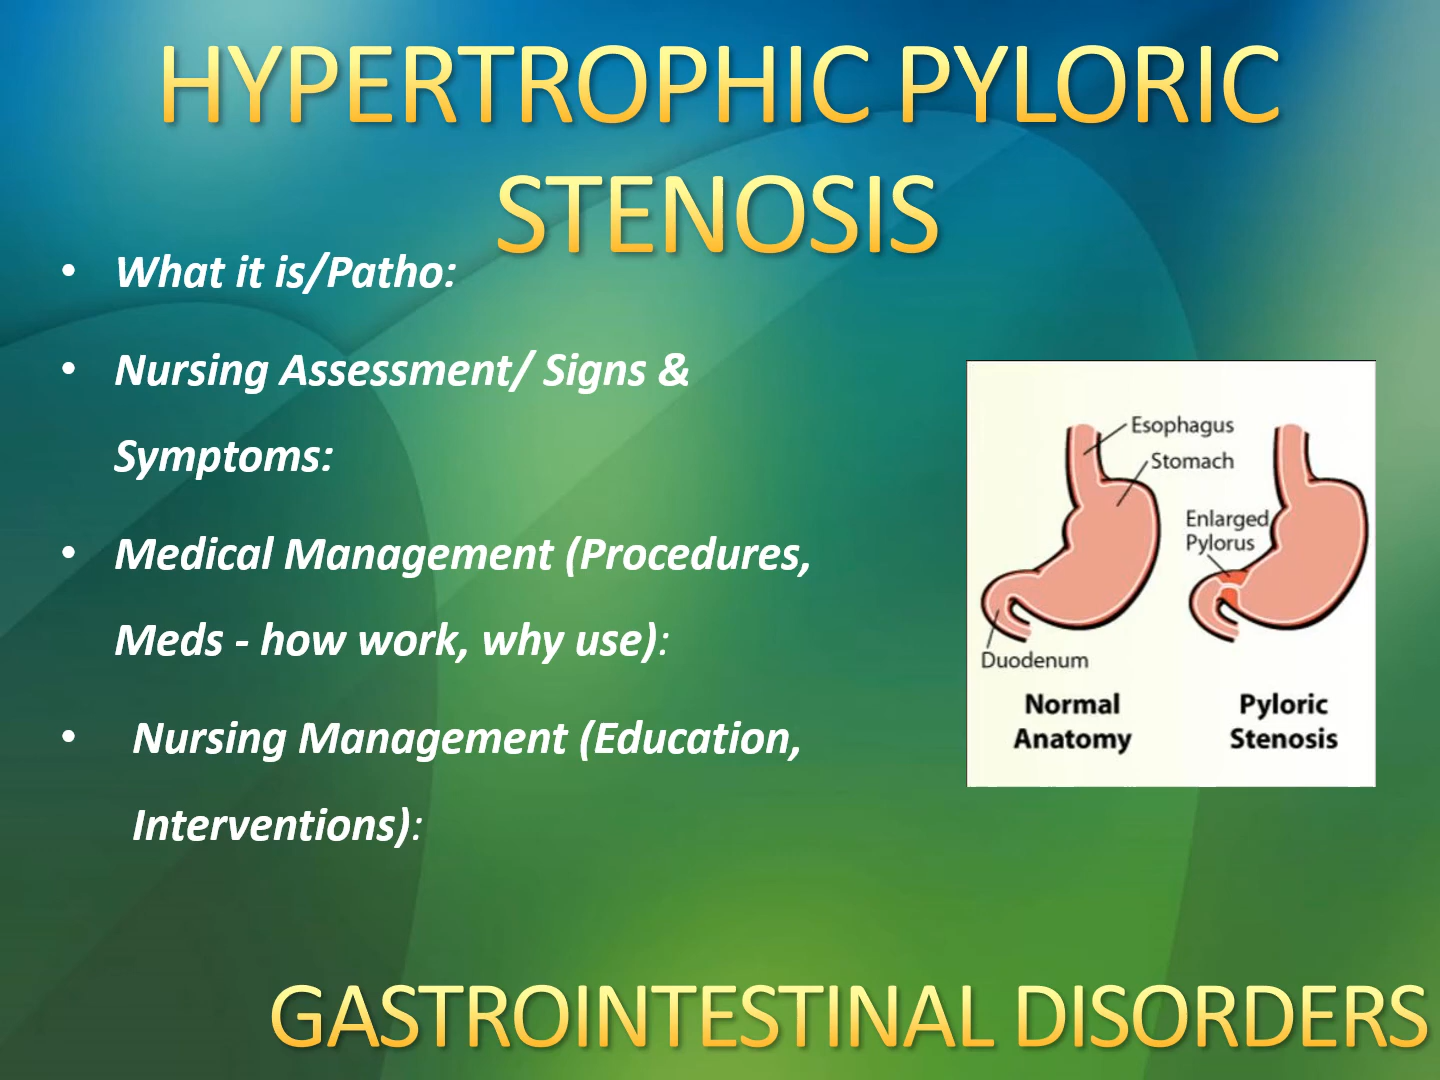 HYPERTROPHIC PYLORIC
STENOSIS
• What it is/Patho:
• Nursing Assessment/ Signs &
Symptoms:
• Medical Management (Procedures,
Meds - how work, why use):
• Nursing Management (Education,
Interventions):
Esophagus
Stomach
Enlarged
Pylorus
Duodenum
Normal
Anatomy
Pyloric
Stenosis
GASTROINTESTINAL DISORDERS